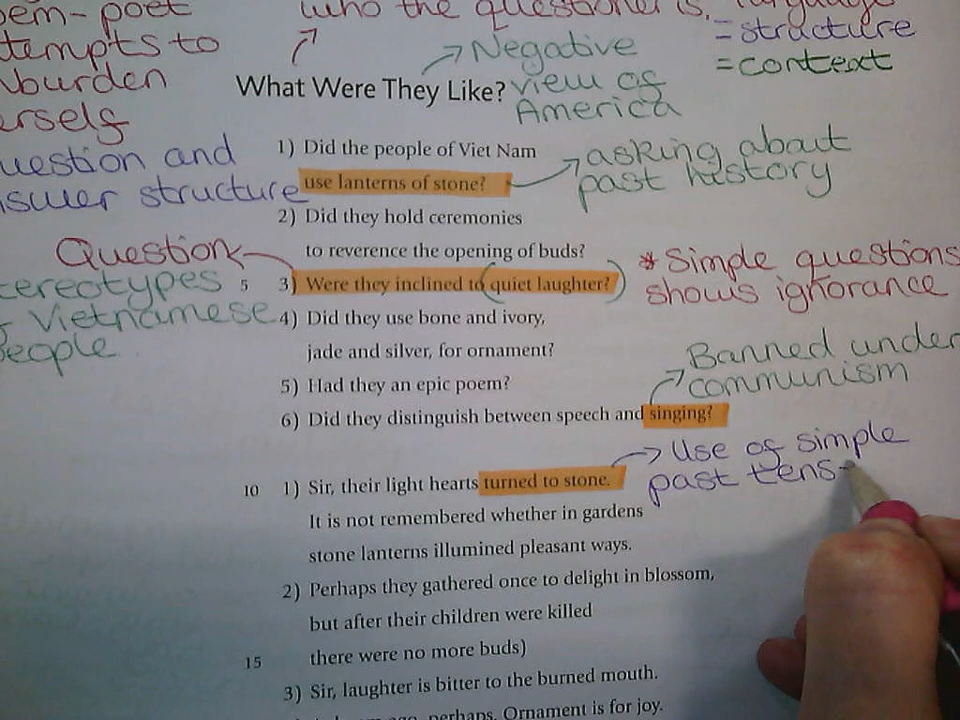 poet who the questioner is. language
tempts to = structure
burden = context
erself
Negative
view of
America
What Were They Like?
uestion and
structure
1) Did the people of Viet Nam
use lanterns of stone?
asking about
past history
2) Did they hold ceremonies
to reverence the opening of buds?
Question
5 3) Were they inclined to quiet laughter?
* Simple questions
shows ignorance
tereotypes
Vietnamese
eople
4) Did they use bone and ivory,
jade and silver, for ornament?
5) Had they an epic poem?
6) Did they distinguish between speech and singing?
Banned under
communism
10 1) Sir, their light hearts turned to stone.
Use of simple
past tens
It is not remembered whether in gardens
stone lanterns illumined pleasant ways.
2) Perhaps they gathered once to delight in blossom,
but after their children were killed
15 there were no more buds)
3) Sir, laughter is bitter to the burned mouth.
ago, perhaps. Ornament is for joy.